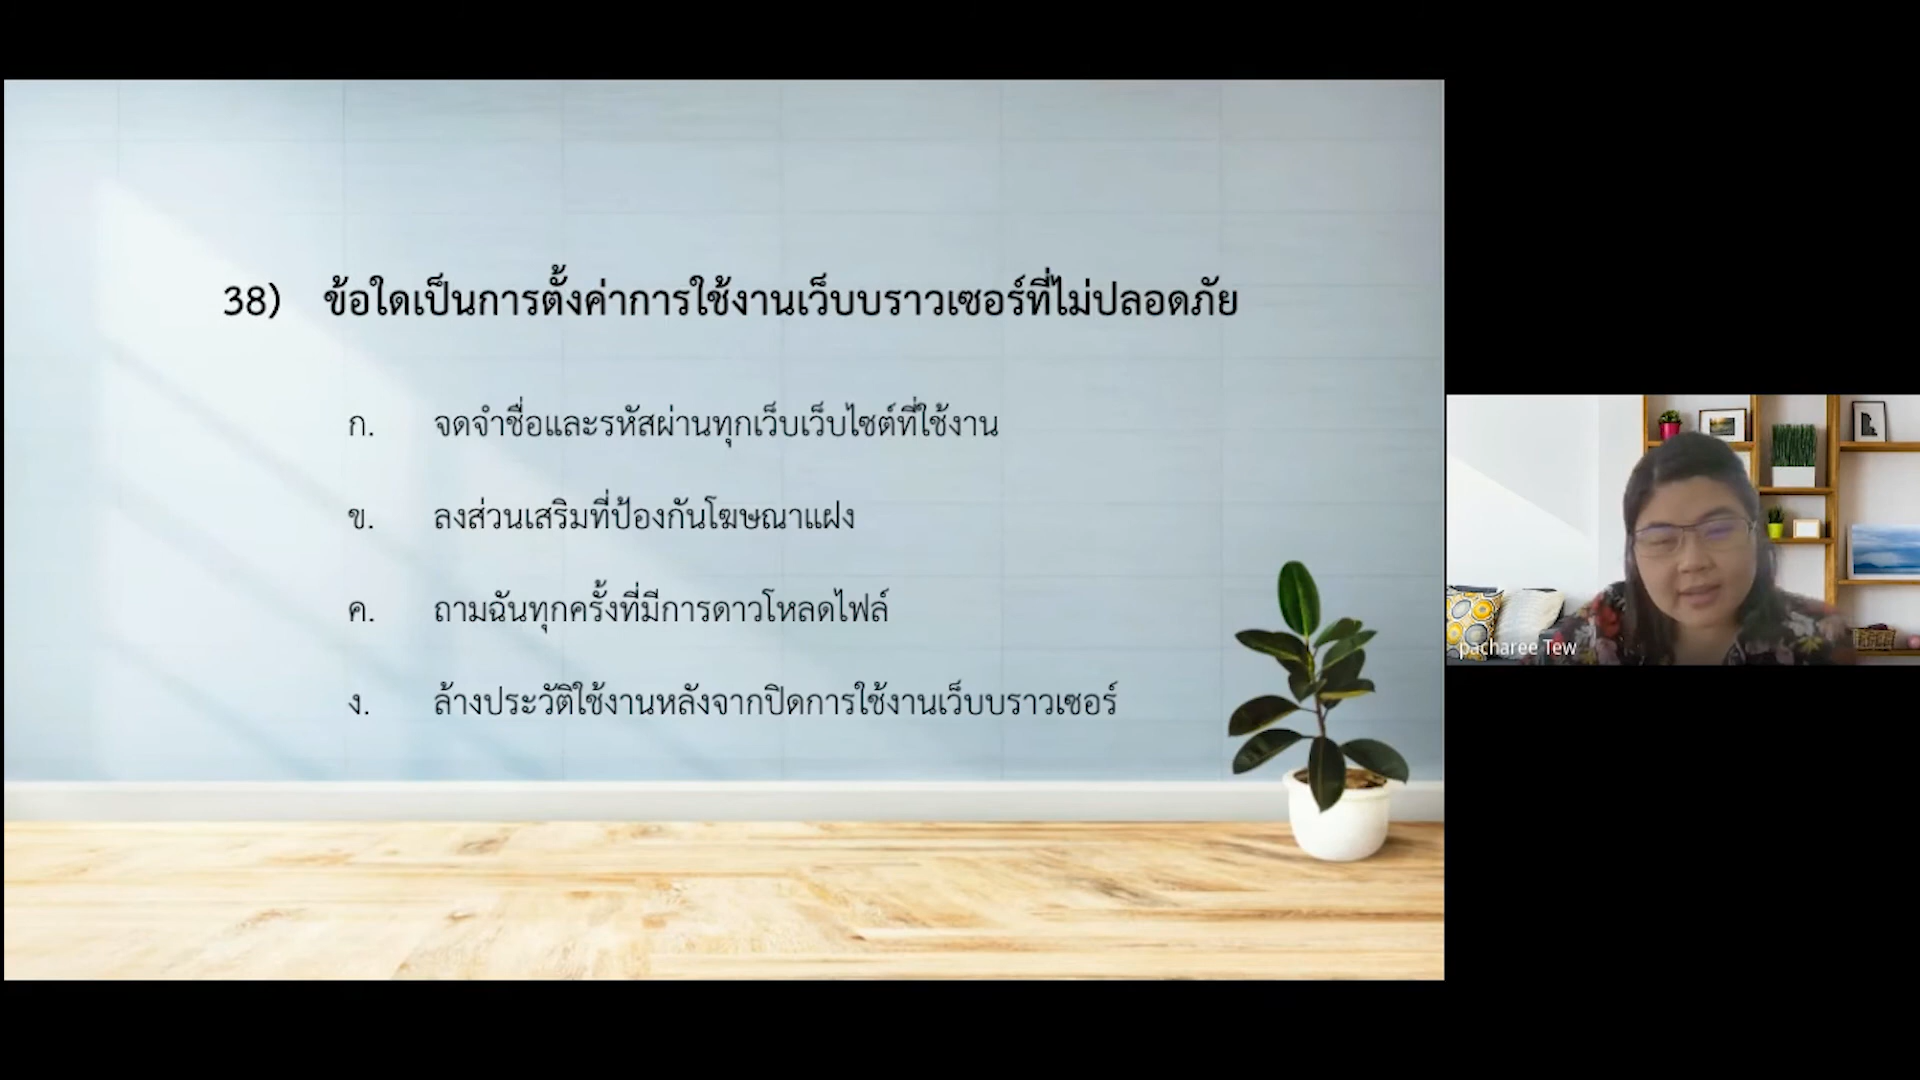 38) ข้อใดเป็นการตั้งค่าการใช้งานเว็บบราวเซอร์ที่ไม่ปลอดภัย
ก. จดจำชื่อและรหัสผ่านทุกเว็บเว็บไซต์ที่ใช้งาน
ข. ลงส่วนเสริมที่ป้องกันโฆษณาแฝง
ค. ถามฉันทุกครั้งที่มีการดาวโหลดไฟล์
ง. ล้างประวัติใช้งานหลังจากปิดการใช้งานเว็บบราวเซอร์
pacharee Tew